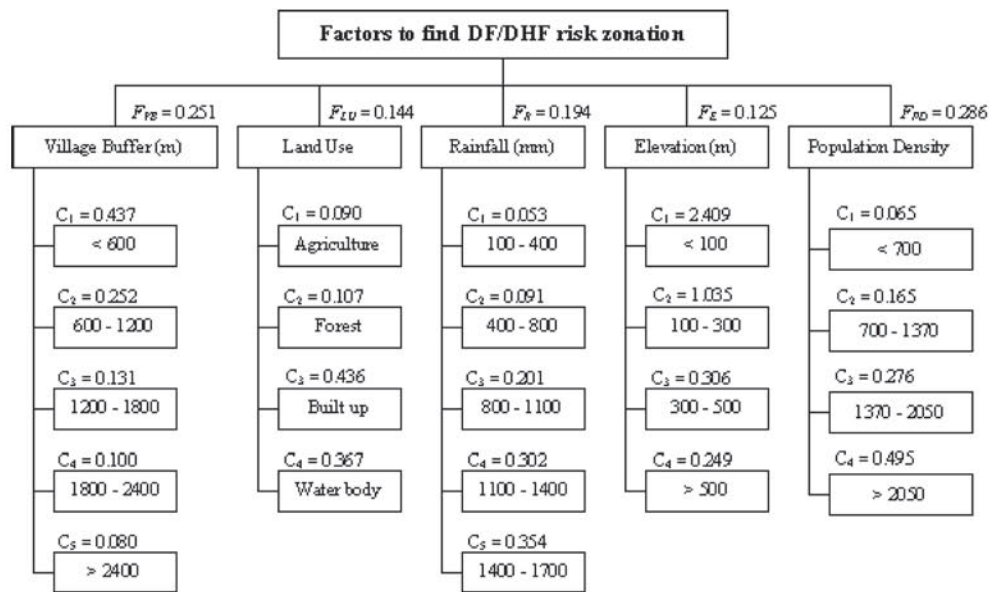 Factors to find DF/DHF risk zonation
F_VB = 0.251
Village Buffer (m)
C₁ = 0.437
< 600
C₂ = 0.252
600 - 1200
C₃ = 0.131
1200 - 1800
C₄ = 0.100
1800 - 2400
C₅ = 0.080
> 2400
F_LU = 0.144
Land Use
C₁ = 0.090
Agriculture
C₂ = 0.107
Forest
C₃ = 0.436
Built up
C₄ = 0.367
Water body
F_R = 0.194
Rainfall (mm)
C₁ = 0.053
100 - 400
C₂ = 0.091
400 - 800
C₃ = 0.201
800 - 1100
C₄ = 0.302
1100 - 1400
C₅ = 0.354
1400 - 1700
F_E = 0.125
Elevation (m)
C₁ = 2.409
< 100
C₂ = 1.035
100 - 300
C₃ = 0.306
300 - 500
C₄ = 0.249
> 500
F_PD = 0.286
Population Density
C₁ = 0.065
< 700
C₂ = 0.165
700 - 1370
C₃ = 0.276
1370 - 2050
C₄ = 0.495
> 2050